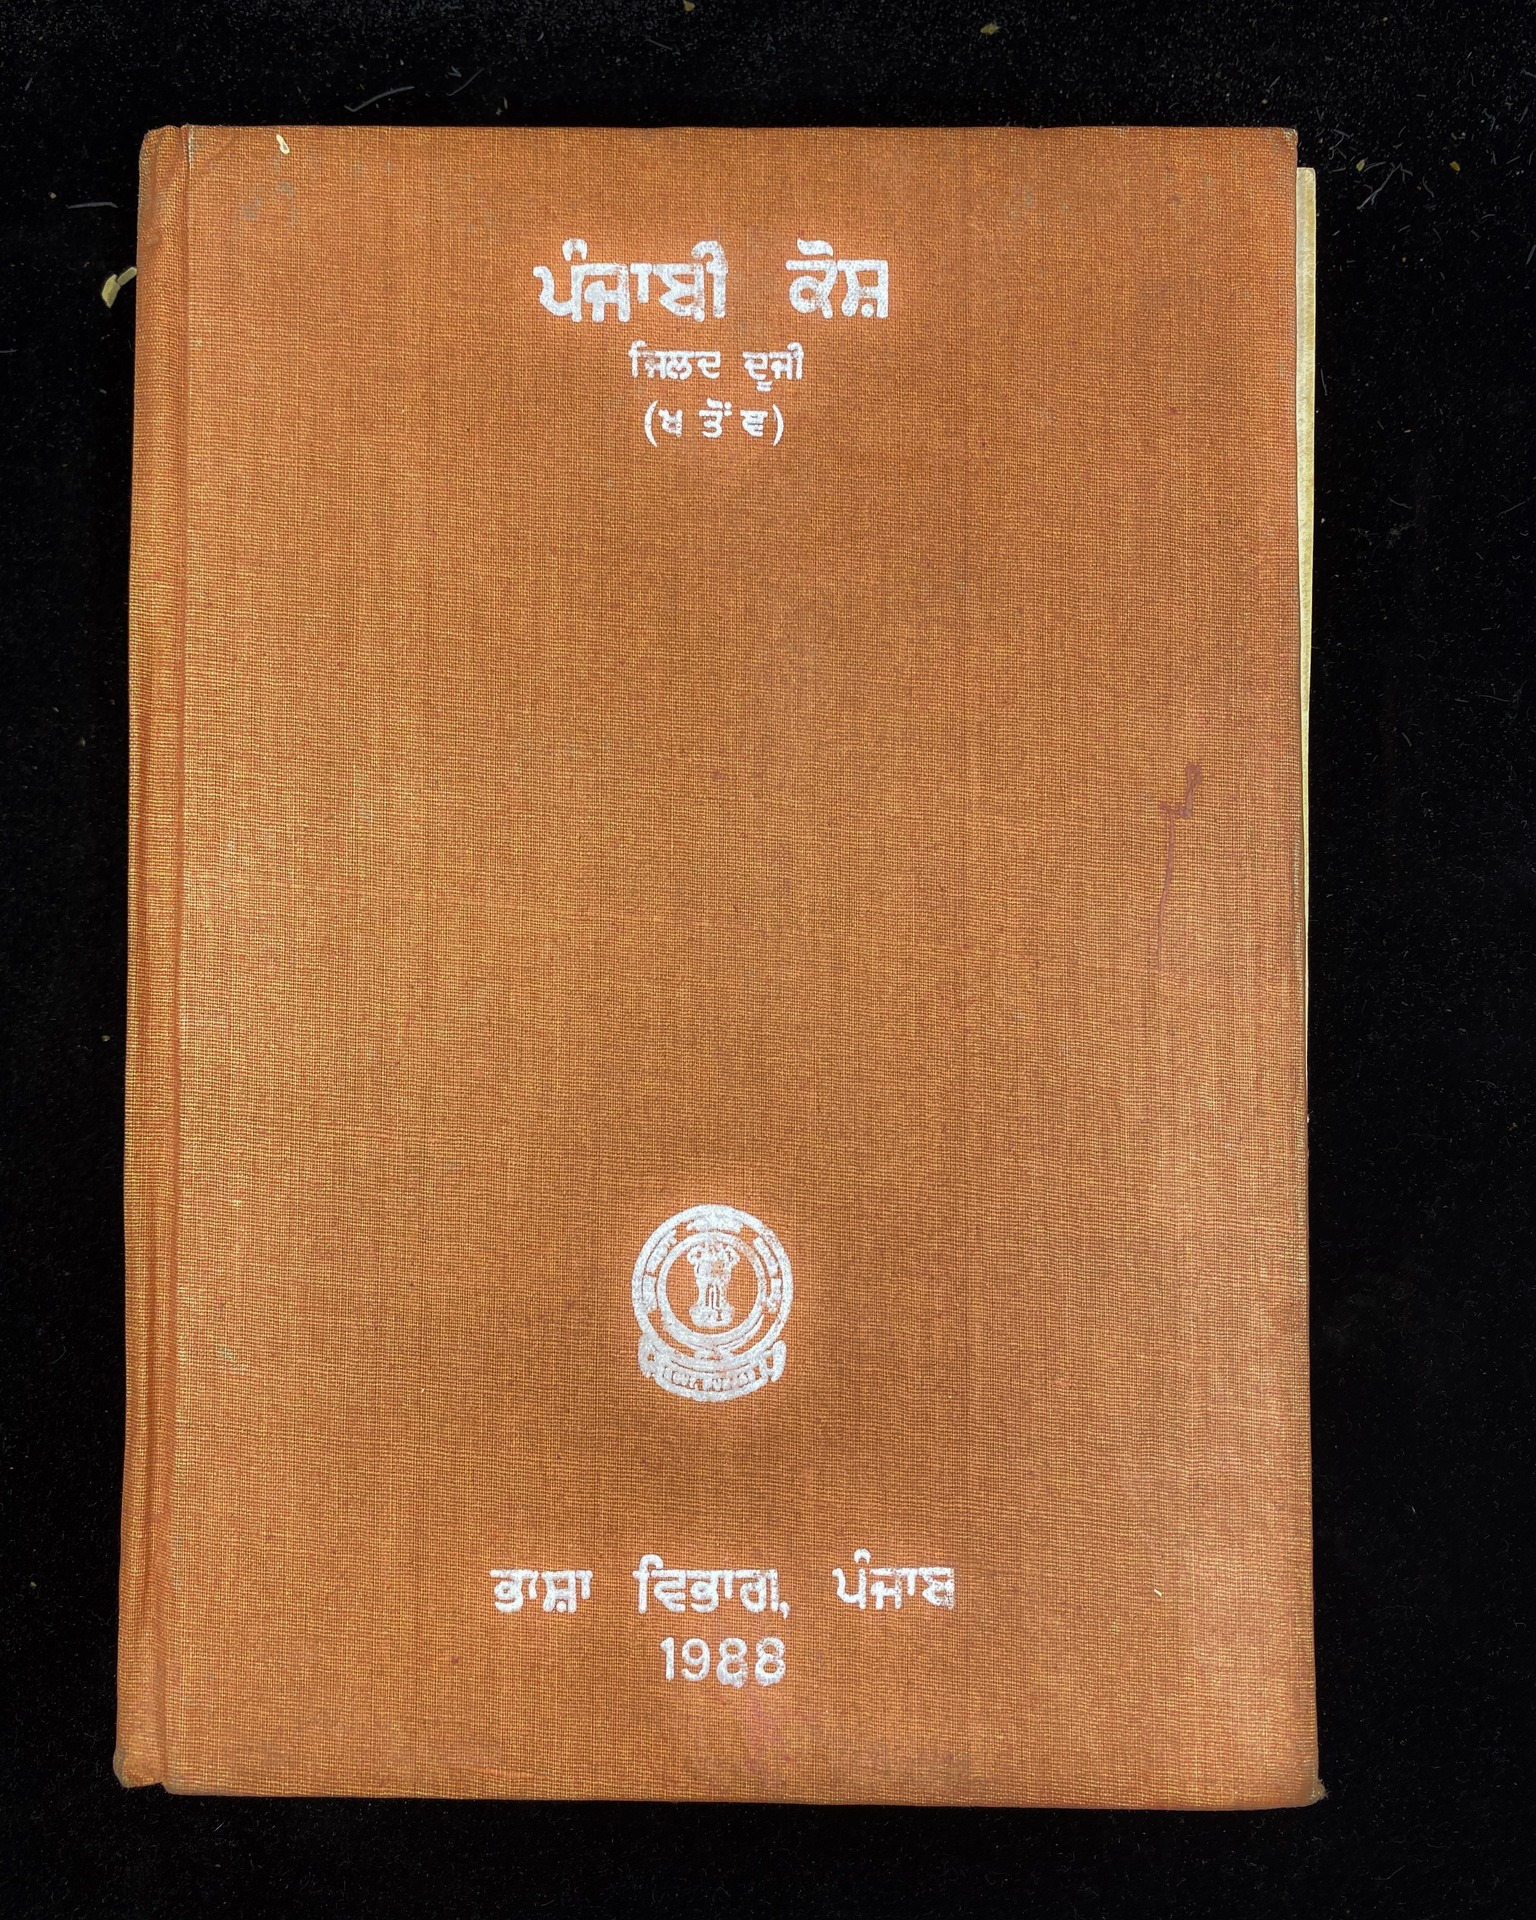 ਪੰਜਾਬੀ ਕੋਸ਼
ਜਿਲਦ ਦੂਜੀ
(ਖ ਤੋਂ ਞ)
ਭਾਸ਼ਾ ਵਿਭਾਗ, ਪੰਜਾਬ
1988